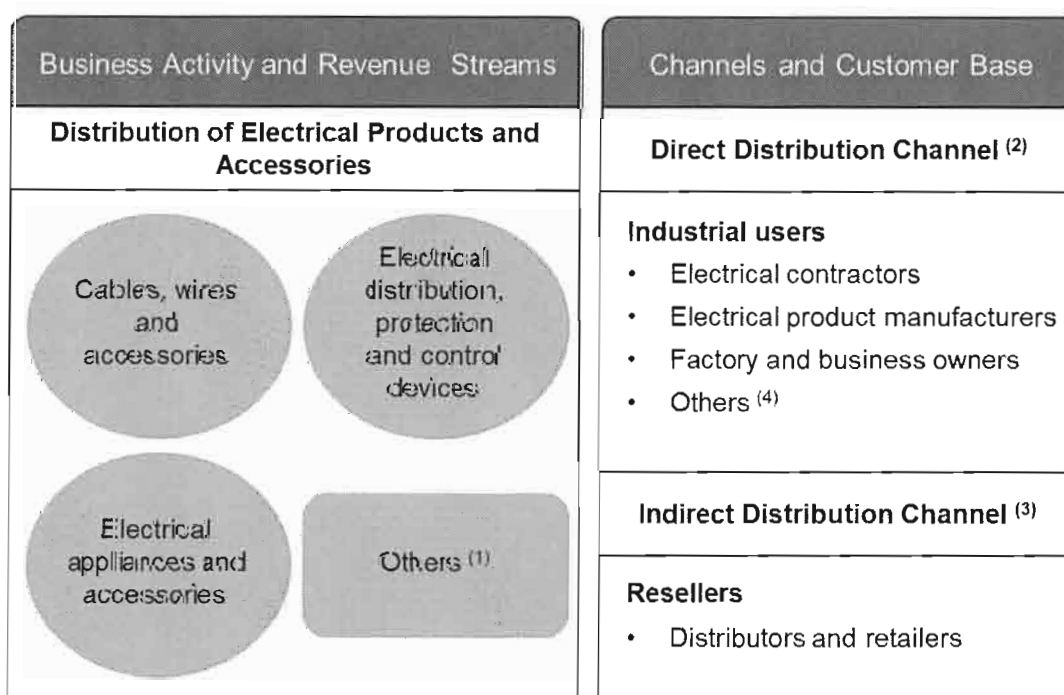 Business Activity and Revenue Streams
Distribution of Electrical Products and
Accessories
Cables, wires
and
accessories
Electrical
distribution,
protection
and control
devices
Electrical
appliances and
accessories
Others (1)
Channels and Customer Base
Direct Distribution Channel (2)
Industrial users
• Electrical contractors
• Electrical product manufacturers
• Factory and business owners
• Others (4)
Indirect Distribution Channel (3)
Resellers
• Distributors and retailers